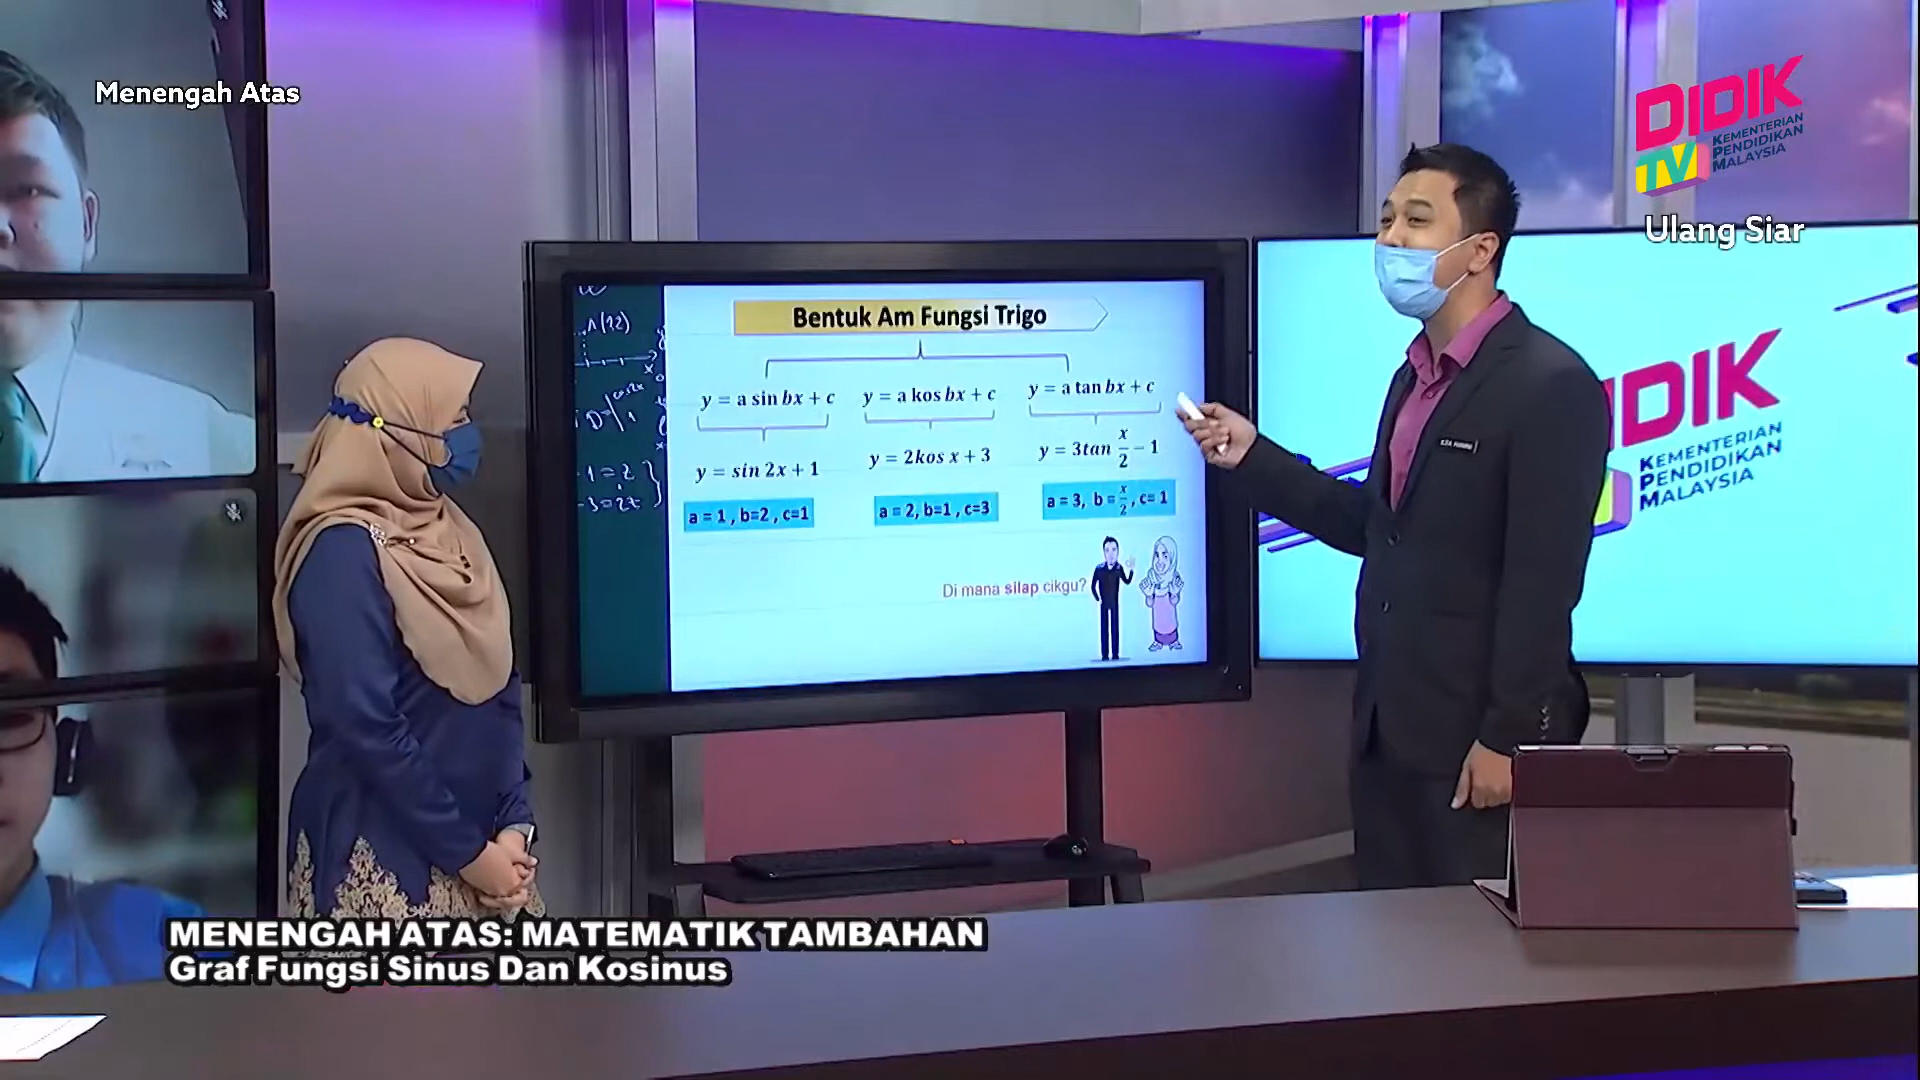 Menengah Atas
DIDIK
TV
KEMENTERIAN
PENDIDIKAN
MALAYSIA
Ulang Siar
Bentuk Am Fungsi Trigo
y = a sin bx + c
y = a kos bx + c
y = a tan bx + c
y = sin 2x + 1
y = 2kos x + 3
y = 3tan x/2 − 1
a = 1 , b=2 , c=1
a = 2, b=1 , c=3
a = 3, b = x/2 , c= 1
Di mana silap cikgu?
DIDIK
KEMENTERIAN
PENDIDIKAN
MALAYSIA
MENENGAH ATAS: MATEMATIK TAMBAHAN
Graf Fungsi Sinus Dan Kosinus